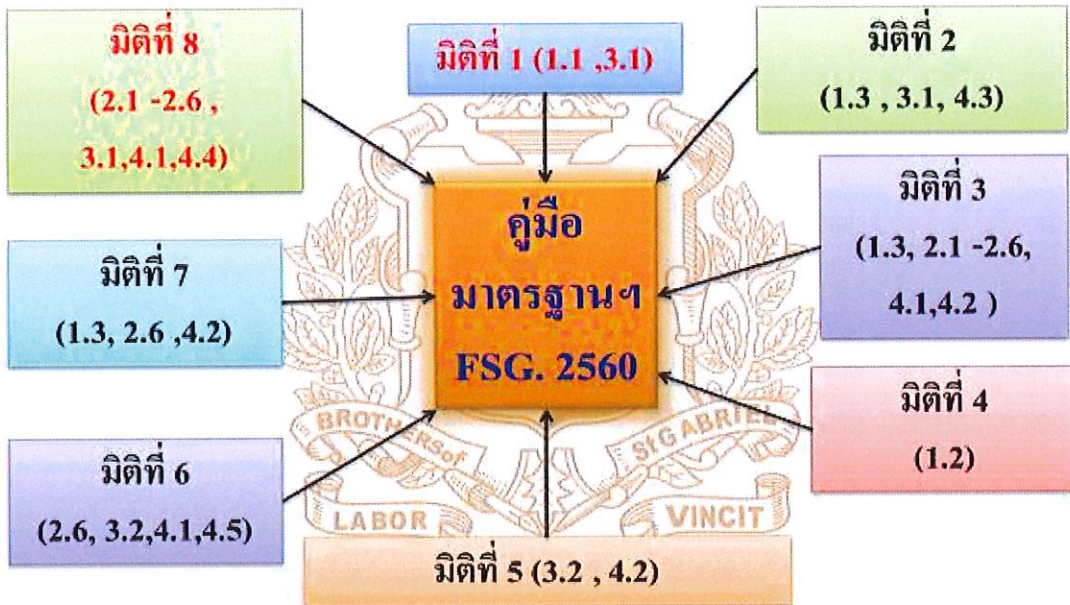 มิติที่ 8
(2.1 -2.6 ,
3.1,4.1,4.4)
มิติที่ 1 (1.1 ,3.1)
มิติที่ 2
(1.3 , 3.1, 4.3)
มิติที่ 7
(1.3, 2.6 ,4.2)
คู่มือ
มาตรฐานฯ
FSG. 2560
มิติที่ 3
(1.3, 2.1 -2.6,
4.1,4.2 )
มิติที่ 4
(1.2)
มิติที่ 6
(2.6, 3.2,4.1,4.5)
BROTHERS of
St GABRIEL
LABOR
VINCIT
มิติที่ 5 (3.2 , 4.2)